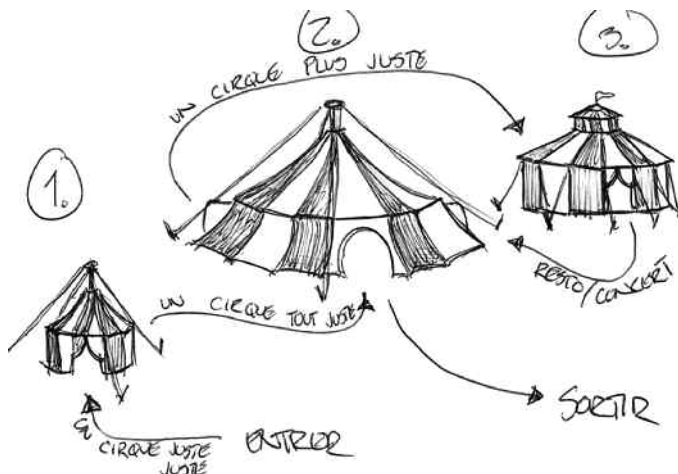 2.
3.
UN CIRQUE PLUS JUSTE
1.
RESTO/CONCERT
UN CIRQUE TOUT JUSTE
SORTIR
ENTRER
CIRQUE JUSTE
JUSTE